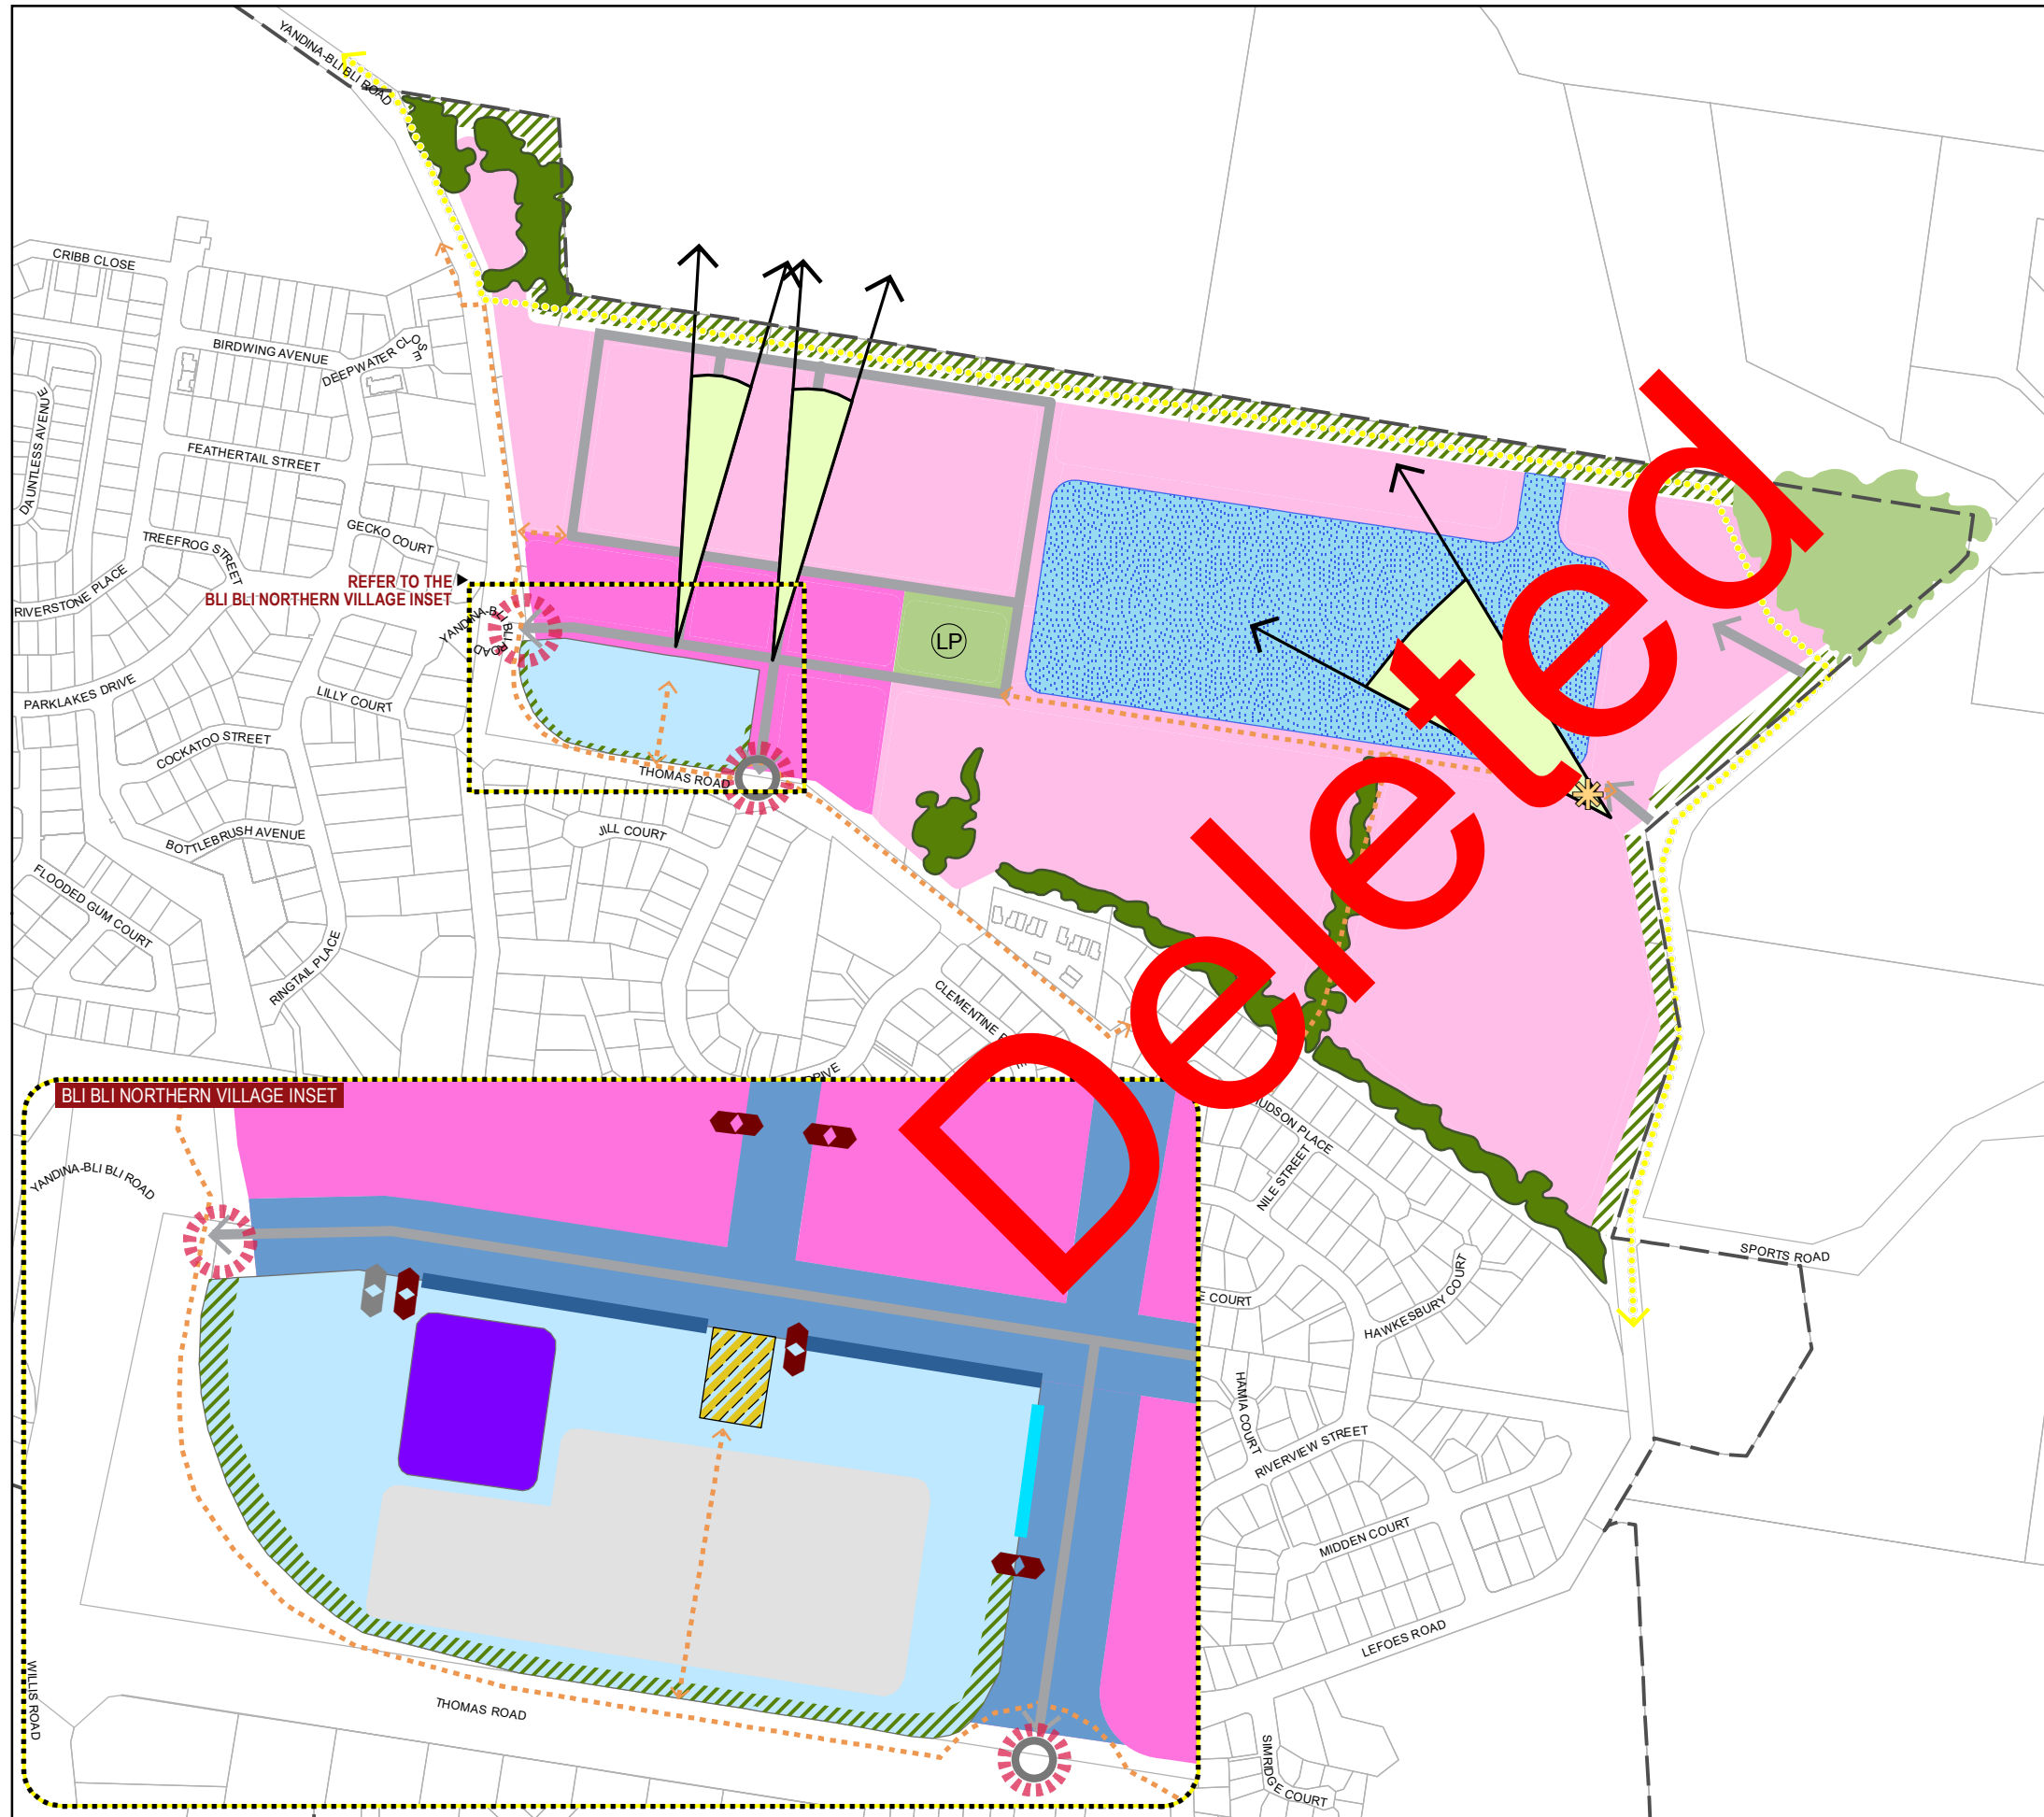 YANDINA-BLI BLI ROAD
CRIBB CLOSE
BIRDWING AVENUE
DEEPWATER CLOSE
DAUNTLESS AVENUE
FEATHERTAIL STREET
GECKO COURT
TREEFROG STREET
REFER TO THE
BLI BLI NORTHERN VILLAGE INSET
RIVERSTONE PLACE
YANDINA-BLI BLI ROAD
LP
PARKLAKES DRIVE
LILLY COURT
COCKATOO STREET
THOMAS ROAD
BOTTLEBRUSH AVENUE
JILL COURT
FLOODED GUM COURT
RINGTAIL PLACE
CLEMENTINE
DRIVE
Deleted
BLI BLI NORTHERN VILLAGE INSET
HUDSON PLACE
NILE STREET
YANDINA-BLI BLI ROAD
SPORTS ROAD
E COURT
HAWKESBURY COURT
HAMIA COURT
RIVERVIEW STREET
MIDDEN COURT
LEFOES ROAD
WILLIS ROAD
THOMAS ROAD
SIMRIDGE COURT